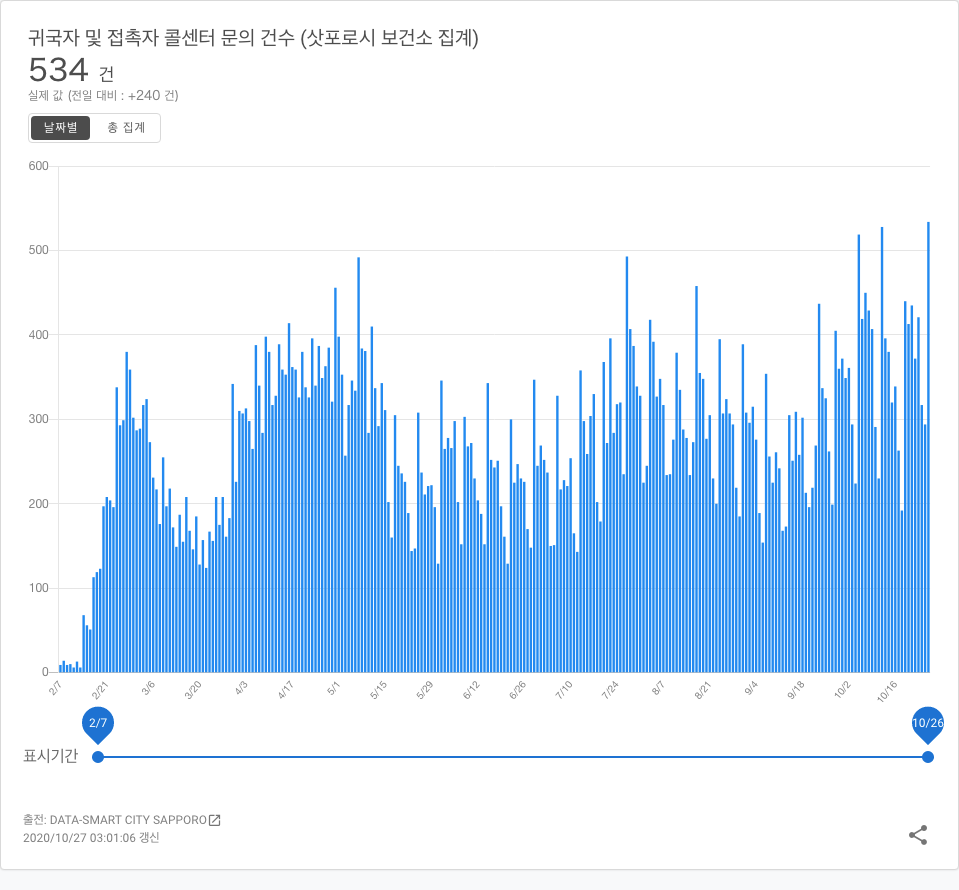 귀국자 및 접촉자 콜센터 문의 건수 (삿포로시 보건소 집계)
534 건
실제 값 (전일 대비 : +240 건)
날짜별 총 집계
600
500
400
300
200
100
0
2/7 2/21 3/6 3/20 4/3 4/17 5/1 5/15 5/29 6/12 6/26 7/10 7/24 8/7 8/21 9/4 9/18 10/2 10/16
2/7 10/26
표시기간
출전: DATA-SMART CITY SAPPORO
2020/10/27 03:01:06 갱신